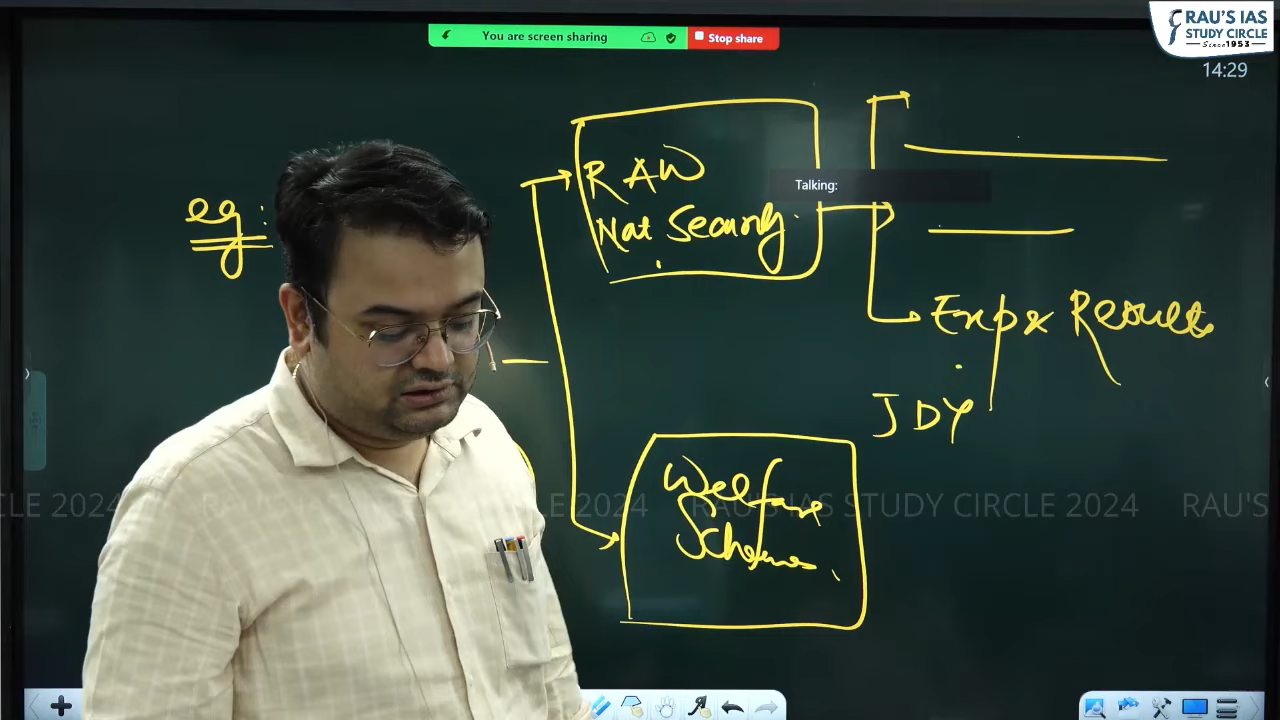 You are screen sharing
Stop share
RAU'S IAS
STUDY CIRCLE
Since 1953
14:29
eg:
RAW
Nat Security.
Talking:
Exp & Result
JDY
Welfare
Schemes.
CLE 2024 RAU'S IAS STUDY CIRCLE 2024 RAU'S IAS STUDY CIRCLE 2024 RAU'S